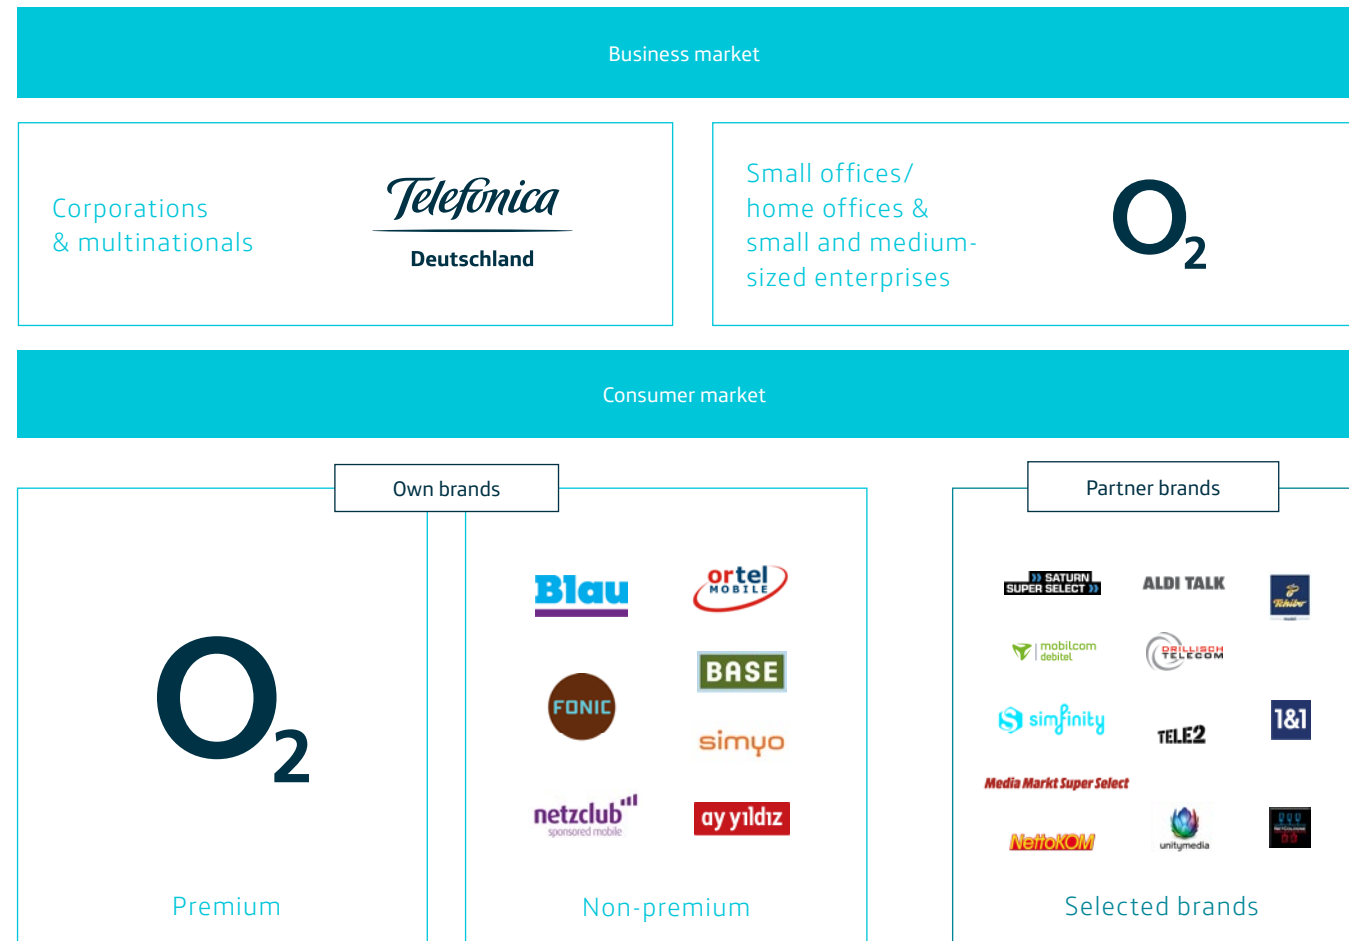 Business market
Corporations
& multinationals
Telefónica
Deutschland
Small offices/
home offices &
small and medium-
sized enterprises
O2
Consumer market
Own brands
O2
Premium
Blau
ortel
MOBILE
BASE
FONIC
simyo
netzclub
sponsored mobile
ay yıldız
Non-premium
Partner brands
SATURN
SUPER SELECT
ALDI TALK
Tchibo
mobilcom
debitel
DRILLISCH
TELECOM
simfinity
TELE2
1&1
Media Markt Super Select
NettoKOM
unitymedia
NETCOLOGNE
Selected brands